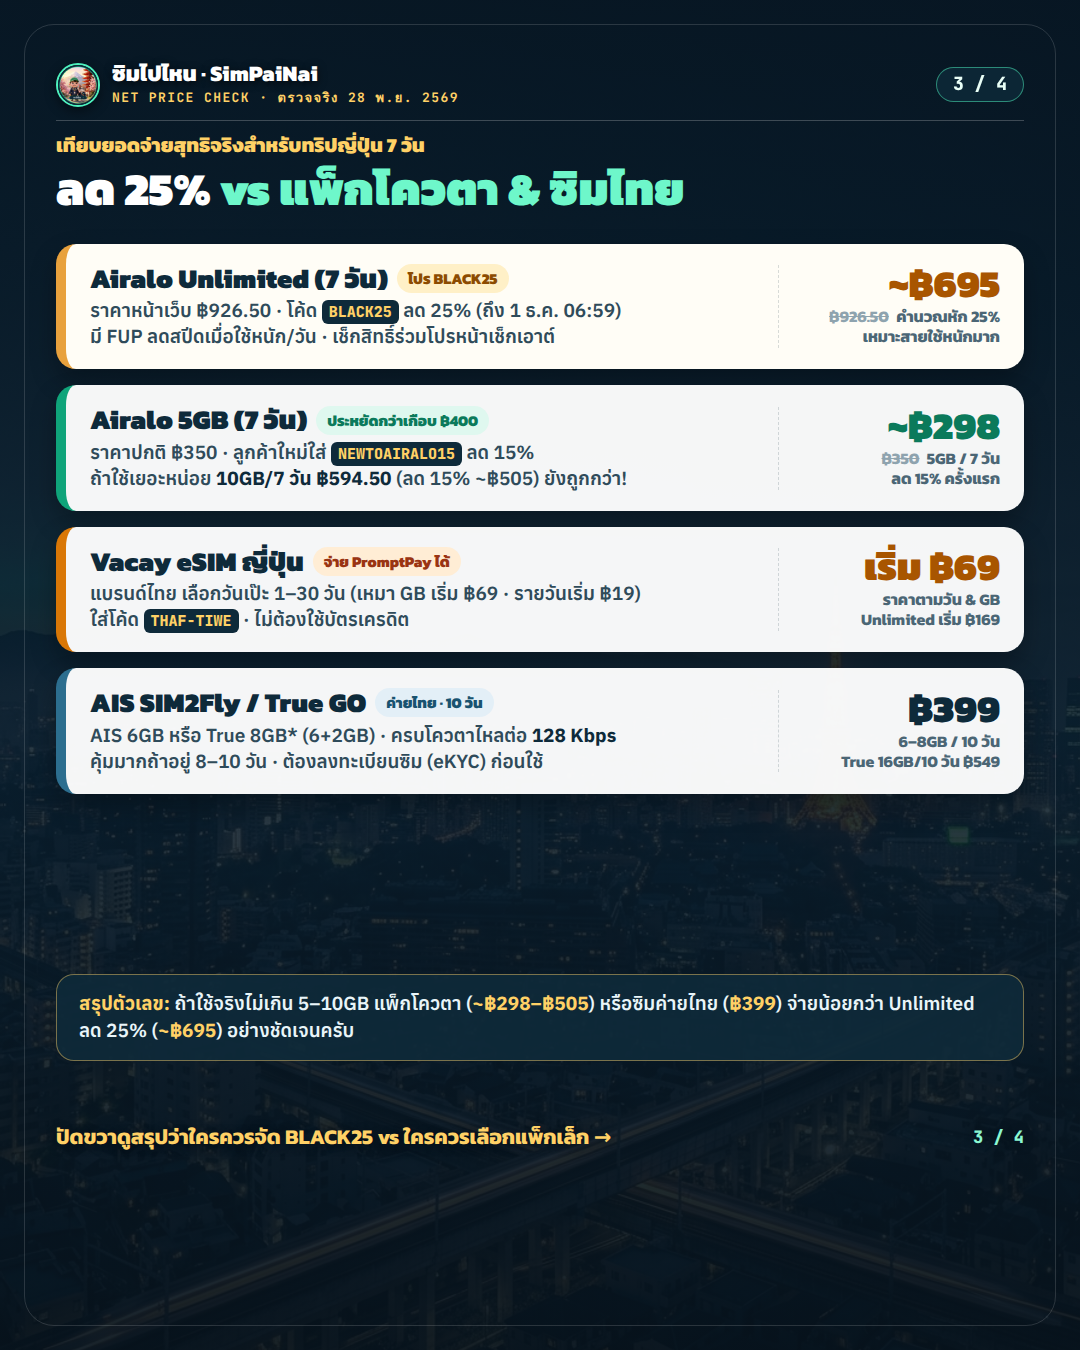 ซิมไปไหน · SimPaiNai
NET PRICE CHECK · ตรวจจริง 28 พ.ย. 2569
3 / 4
เทียบยอดจ่ายสุทธิจริงสำหรับทริปญี่ปุ่น 7 วัน
ลด 25% vs แพ็กโควตา & ซิมไทย
Airalo Unlimited (7 วัน) โปร BLACK25
ราคาหน้าเว็บ ฿926.50 · โค้ด BLACK25 ลด 25% (ถึง 1 ธ.ค. 06:59)
มี FUP ลดสปีดเมื่อใช้หนัก/วัน · เช็กสิทธิ์ร่วมโปรหน้าเช็กเอาต์
~฿695
฿926.50 คำนวณหัก 25%
เหมาะสายใช้หนักมาก
Airalo 5GB (7 วัน) ประหยัดกว่าเกือบ ฿400
ราคาปกติ ฿350 · ลูกค้าใหม่ใส่ NEWTOAIRALO15 ลด 15%
ถ้าใช้เยอะหน่อย 10GB/7 วัน ฿594.50 (ลด 15% ~฿505) ยังถูกกว่า!
~฿298
฿350 5GB / 7 วัน
ลด 15% ครั้งแรก
Vacay eSIM ญี่ปุ่น จ่าย PromptPay ได้
แบรนด์ไทย เลือกวันเป๊ะ 1–30 วัน (เหมา GB เริ่ม ฿69 · รายวันเริ่ม ฿19)
ใส่โค้ด THAF-TIWE · ไม่ต้องใช้บัตรเครดิต
เริ่ม ฿69
ราคาตามวัน & GB
Unlimited เริ่ม ฿169
AIS SIM2Fly / True GO ค่ายไทย · 10 วัน
AIS 6GB หรือ True 8GB* (6+2GB) · ครบโควตาไหลต่อ 128 Kbps
คุ้มมากถ้าอยู่ 8–10 วัน · ต้องลงทะเบียนซิม (eKYC) ก่อนใช้
฿399
6–8GB / 10 วัน
True 16GB/10 วัน ฿549
สรุปตัวเลข: ถ้าใช้จริงไม่เกิน 5–10GB แพ็กโควตา (~฿298–฿505) หรือซิมค่ายไทย (฿399) จ่ายน้อยกว่า Unlimited
ลด 25% (~฿695) อย่างชัดเจนครับ
ปัดขวาดูสรุปว่าใครควรจัด BLACK25 vs ใครควรเลือกแพ็กเล็ก →
3 / 4